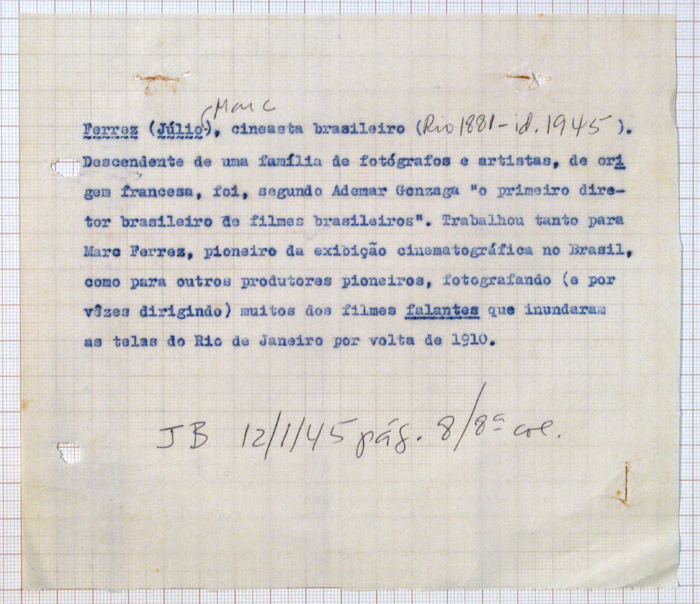 Marc
Ferrez (Júlio), cineasta brasileiro (Rio 1881 - id. 1945).
Descendente de uma família de fotógrafos e artistas, de ori
gem francesa, foi, segundo Ademar Gonzaga "o primeiro dire-
tor brasileiro de filmes brasileiros". Trabalhou tanto para
Marc Ferrez, pioneiro da exibição cinematográfica no Brasil,
como para outros produtores pioneiros, fotografando (e por
vêzes dirigindo) muitos dos filmes falantes que inundaram
as telas do Rio de Janeiro por volta de 1910.
JB 12/1/45 pág. 8/8ª col.